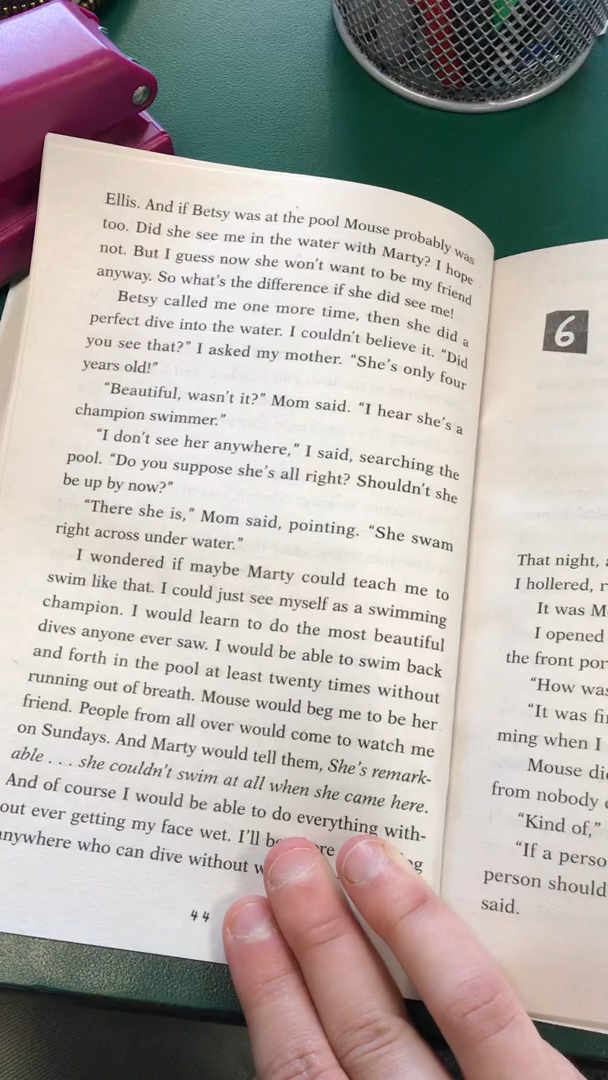 Ellis. And if Betsy was at the pool Mouse probably was
too. Did she see me in the water with Marty? I hope
not. But I guess now she won't want to be my friend
anyway. So what's the difference if she did see me!
Betsy called me one more time, then she did a
perfect dive into the water. I couldn't believe it. “Did
you see that?” I asked my mother. “She's only four
years old!”
“Beautiful, wasn't it?” Mom said. “I hear she's a
champion swimmer.”
“I don't see her anywhere,” I said, searching the
pool. “Do you suppose she's all right? Shouldn't she
be up by now?”
“There she is,” Mom said, pointing. “She swam
right across under water.”
I wondered if maybe Marty could teach me to
swim like that. I could just see myself as a swimming
champion. I would learn to do the most beautiful
dives anyone ever saw. I would be able to swim back
and forth in the pool at least twenty times without
running out of breath. Mouse would beg me to be her
friend. People from all over would come to watch me
on Sundays. And Marty would tell them, She's remark-
able . . . she couldn't swim at all when she came here.
And of course I would be able to do everything with-
out ever getting my face wet. I'll
anywhere who can dive without
44
6
That night,
I hollered,
It was
I opened
the front
“How
“It was
ming when I
Mouse
from nobody
“Kind of,”
“If a
person should
said.